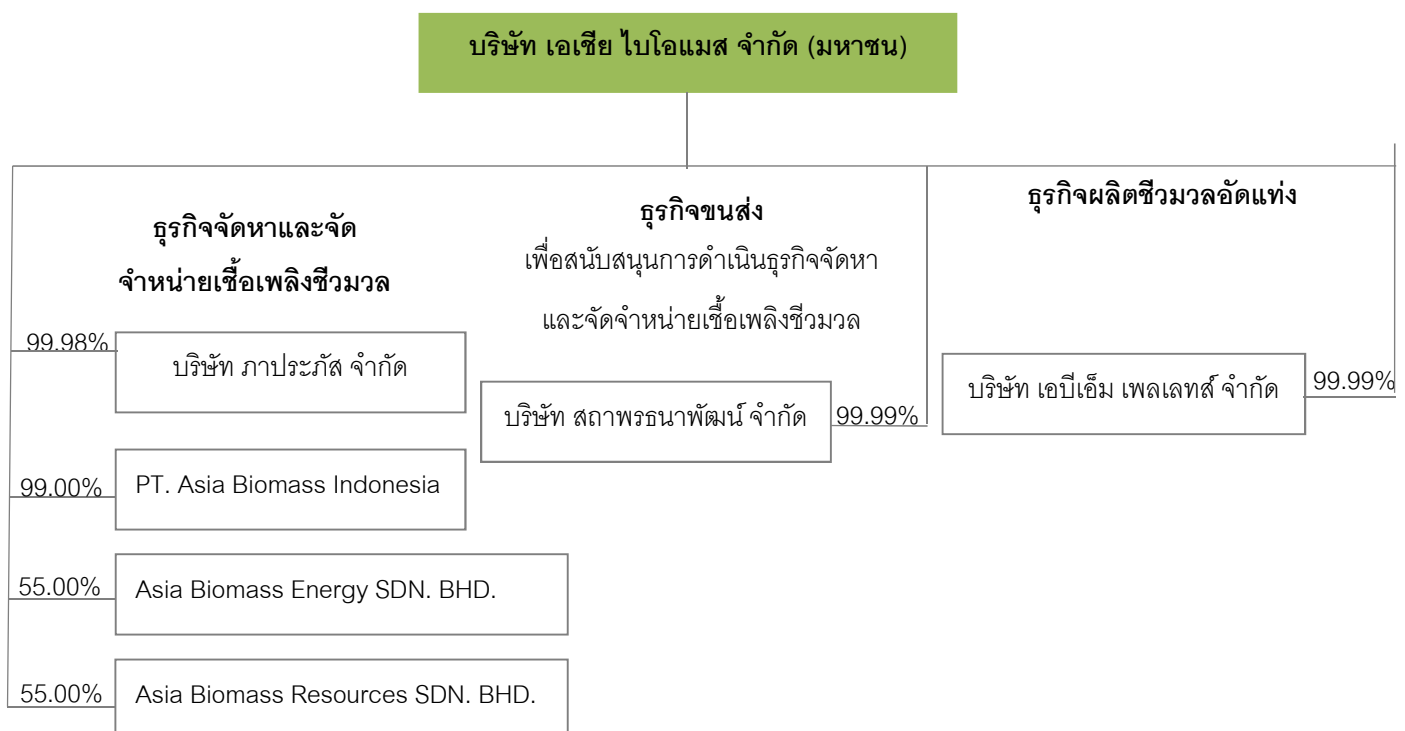 บริษัท เอเชีย ไบโอแมส จำกัด (มหาชน)
ธุรกิจจัดหาและจัด
จำหน่ายเชื้อเพลิงชีวมวล
99.98%
บริษัท ภาประภัส จำกัด
99.00%
PT. Asia Biomass Indonesia
55.00%
Asia Biomass Energy SDN. BHD.
55.00%
Asia Biomass Resources SDN. BHD.
ธุรกิจขนส่ง
เพื่อสนับสนุนการดำเนินธุรกิจจัดหา
และจัดจำหน่ายเชื้อเพลิงชีวมวล
บริษัท สถาพรธนาพัฒน์ จำกัด
99.99%
ธุรกิจผลิตชีวมวลอัดแท่ง
บริษัท เอบีเอ็ม เพลเลทส์ จำกัด
99.99%